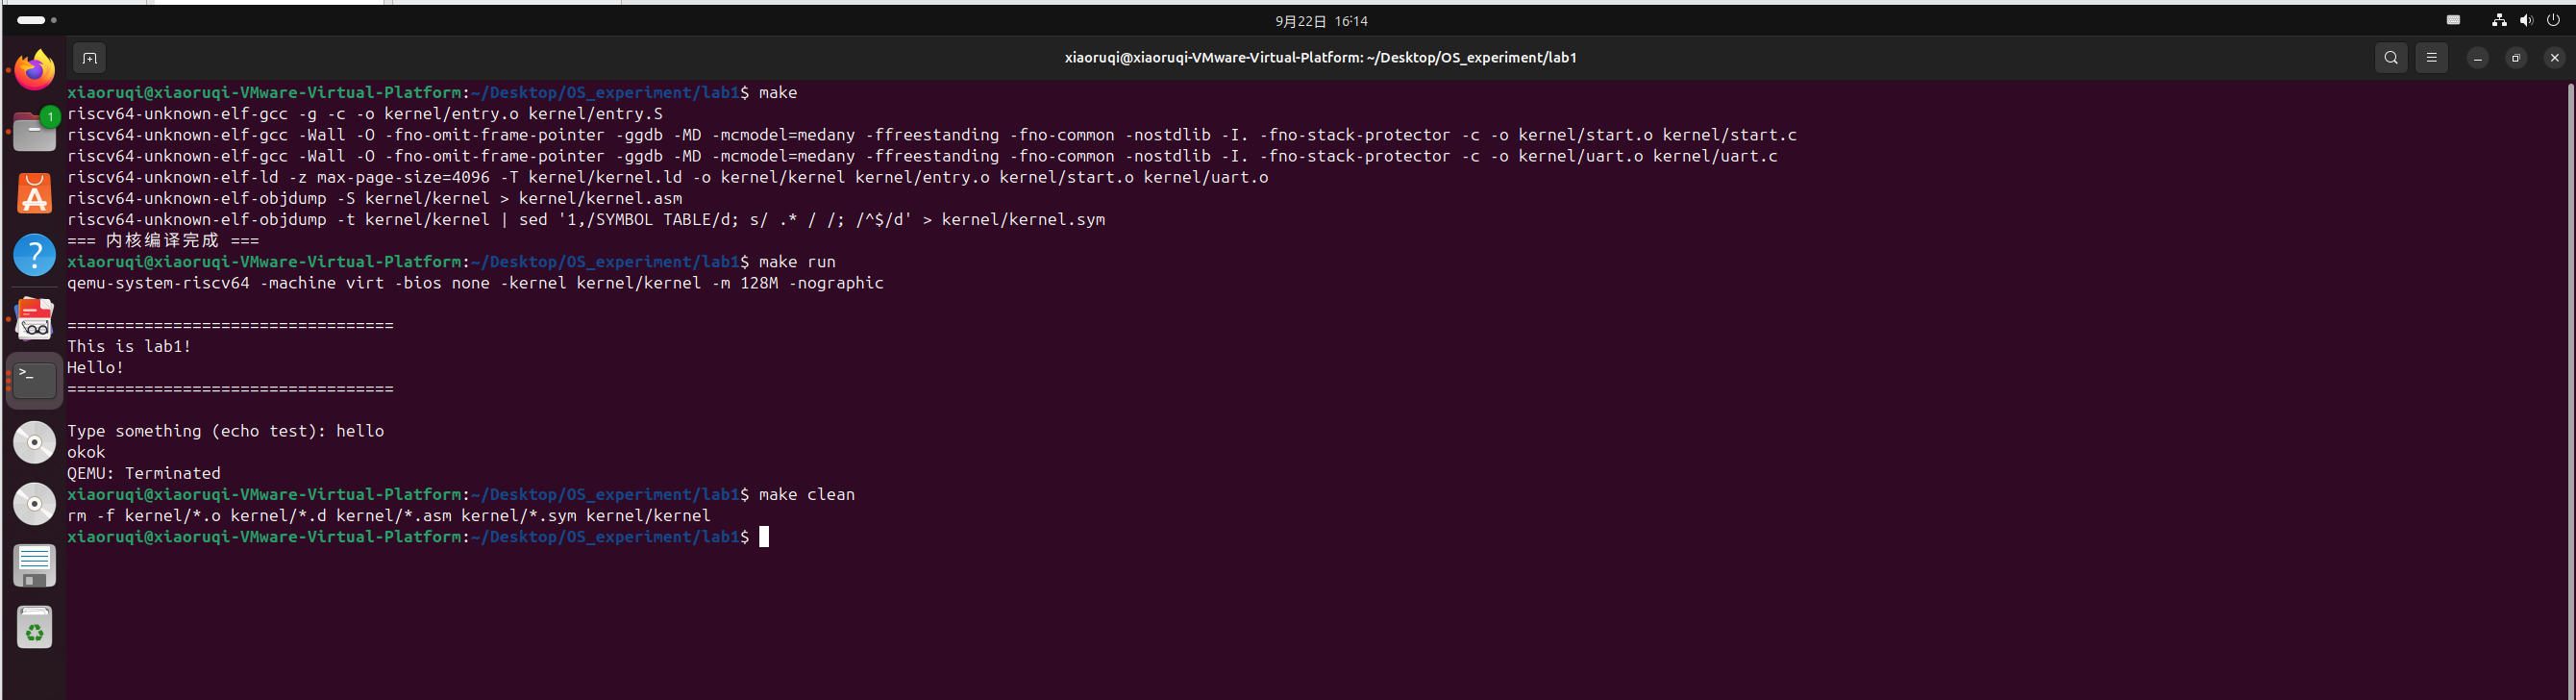 9月22日 16:14
xiaoruqi@xiaoruqi-VMware-Virtual-Platform: ~/Desktop/OS_experiment/lab1
xiaoruqi@xiaoruqi-VMware-Virtual-Platform:~/Desktop/OS_experiment/lab1$ make
riscv64-unknown-elf-gcc -g -c -o kernel/entry.o kernel/entry.S
riscv64-unknown-elf-gcc -Wall -O -fno-omit-frame-pointer -ggdb -MD -mcmodel=medany -ffreestanding -fno-common -nostdlib -I. -fno-stack-protector -c -o kernel/start.o kernel/start.c
riscv64-unknown-elf-gcc -Wall -O -fno-omit-frame-pointer -ggdb -MD -mcmodel=medany -ffreestanding -fno-common -nostdlib -I. -fno-stack-protector -c -o kernel/uart.o kernel/uart.c
riscv64-unknown-elf-ld -z max-page-size=4096 -T kernel/kernel.ld -o kernel/kernel kernel/entry.o kernel/start.o kernel/uart.o
riscv64-unknown-elf-objdump -S kernel/kernel > kernel/kernel.asm
riscv64-unknown-elf-objdump -t kernel/kernel | sed '1,/SYMBOL TABLE/d; s/ .* / /; /^$/d' > kernel/kernel.sym
=== 内核编译完成 ===
xiaoruqi@xiaoruqi-VMware-Virtual-Platform:~/Desktop/OS_experiment/lab1$ make run
qemu-system-riscv64 -machine virt -bios none -kernel kernel/kernel -m 128M -nographic
==================================
This is lab1!
Hello!
==================================
Type something (echo test): hello
okok
QEMU: Terminated
xiaoruqi@xiaoruqi-VMware-Virtual-Platform:~/Desktop/OS_experiment/lab1$ make clean
rm -f kernel/*.o kernel/*.d kernel/*.asm kernel/*.sym kernel/kernel
xiaoruqi@xiaoruqi-VMware-Virtual-Platform:~/Desktop/OS_experiment/lab1$
1